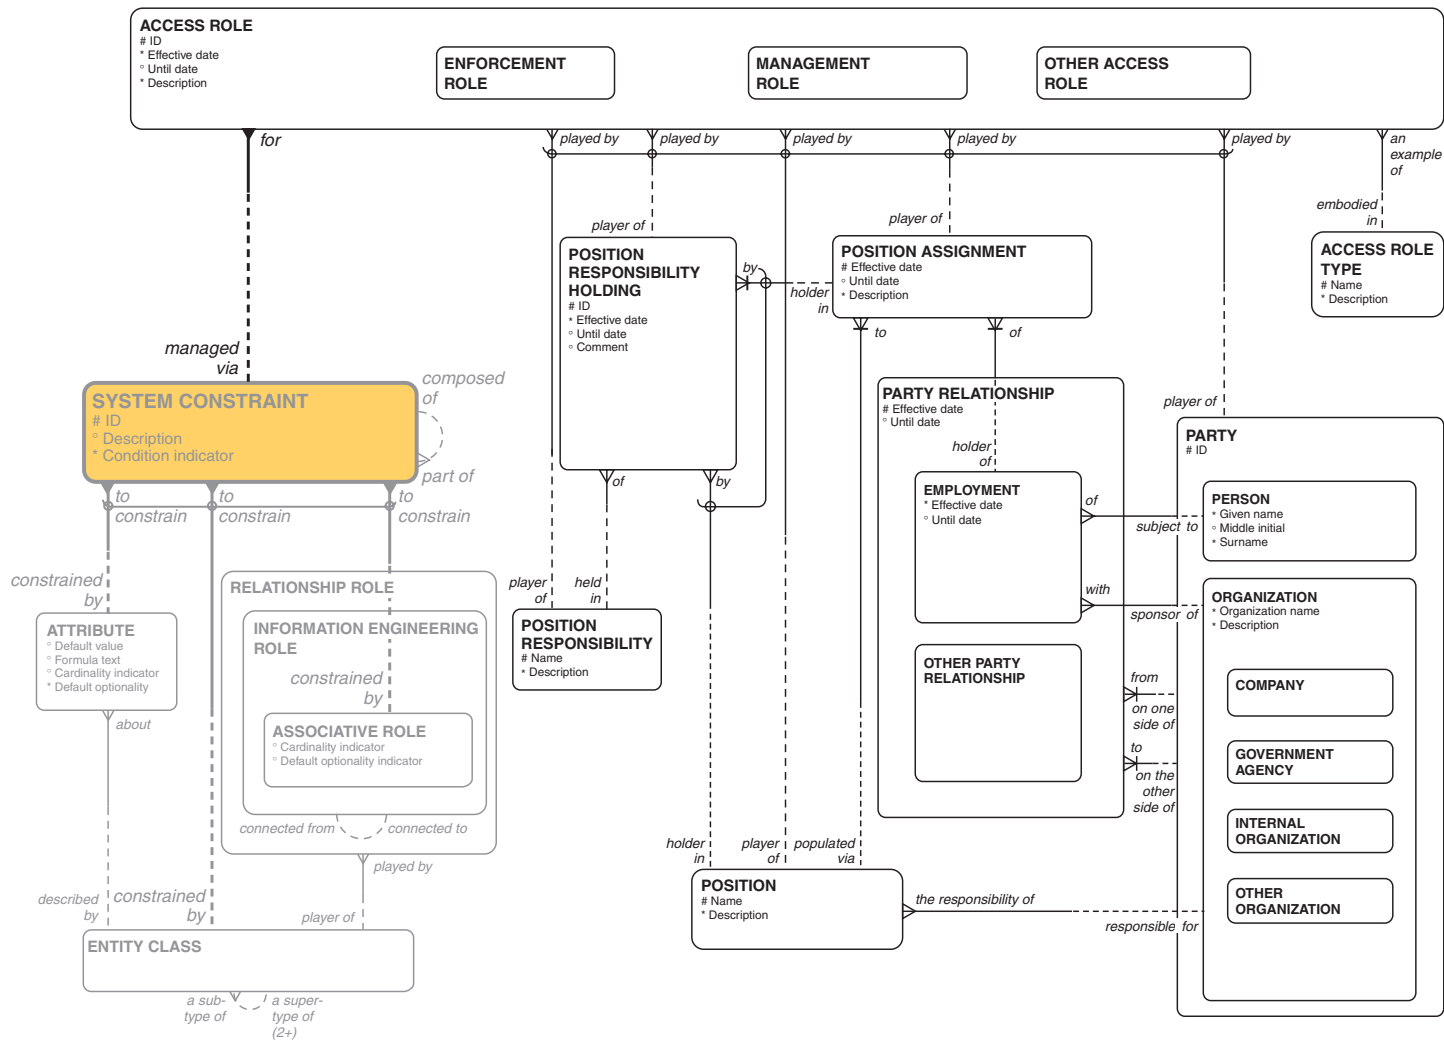 ACCESS ROLE
# ID
* Effective date
° Until date
* Description
ENFORCEMENT
ROLE
MANAGEMENT
ROLE
OTHER ACCESS
ROLE
for
played by
played by
played by
played by
played by
an
example
of
player of
player of
embodied
in
POSITION
RESPONSIBILITY
HOLDING
# ID
* Effective date
° Until date
° Comment
by
holder
in
POSITION ASSIGNMENT
# Effective date
° Until date
* Description
ACCESS ROLE
TYPE
# Name
* Description
to
of
managed
via
SYSTEM CONSTRAINT
# ID
° Description
* Condition indicator
composed
of
part of
PARTY RELATIONSHIP
# Effective date
° Until date
holder
of
player of
PARTY
# ID
to
constrain
to
constrain
to
constrain
of
by
EMPLOYMENT
* Effective date
° Until date
of
subject to
PERSON
* Given name
° Middle initial
* Surname
constrained
by
RELATIONSHIP ROLE
player
of
held
in
with
sponsor of
ORGANIZATION
* Organization name
* Description
ATTRIBUTE
° Default value
° Formula text
° Cardinality indicator
* Default optionality
INFORMATION ENGINEERING
ROLE
constrained
by
POSITION
RESPONSIBILITY
# Name
* Description
OTHER PARTY
RELATIONSHIP
from
on one
side of
COMPANY
about
ASSOCIATIVE ROLE
° Cardinality indicator
° Default optionality indicator
to
on the
other
side of
GOVERNMENT
AGENCY
connected from
connected to
INTERNAL
ORGANIZATION
played by
holder
in
player
of
populated
via
described
by
constrained
by
player of
POSITION
# Name
* Description
the responsibility of
responsible for
OTHER
ORGANIZATION
ENTITY CLASS
a sub-
type of
a super-
type of
(2+)